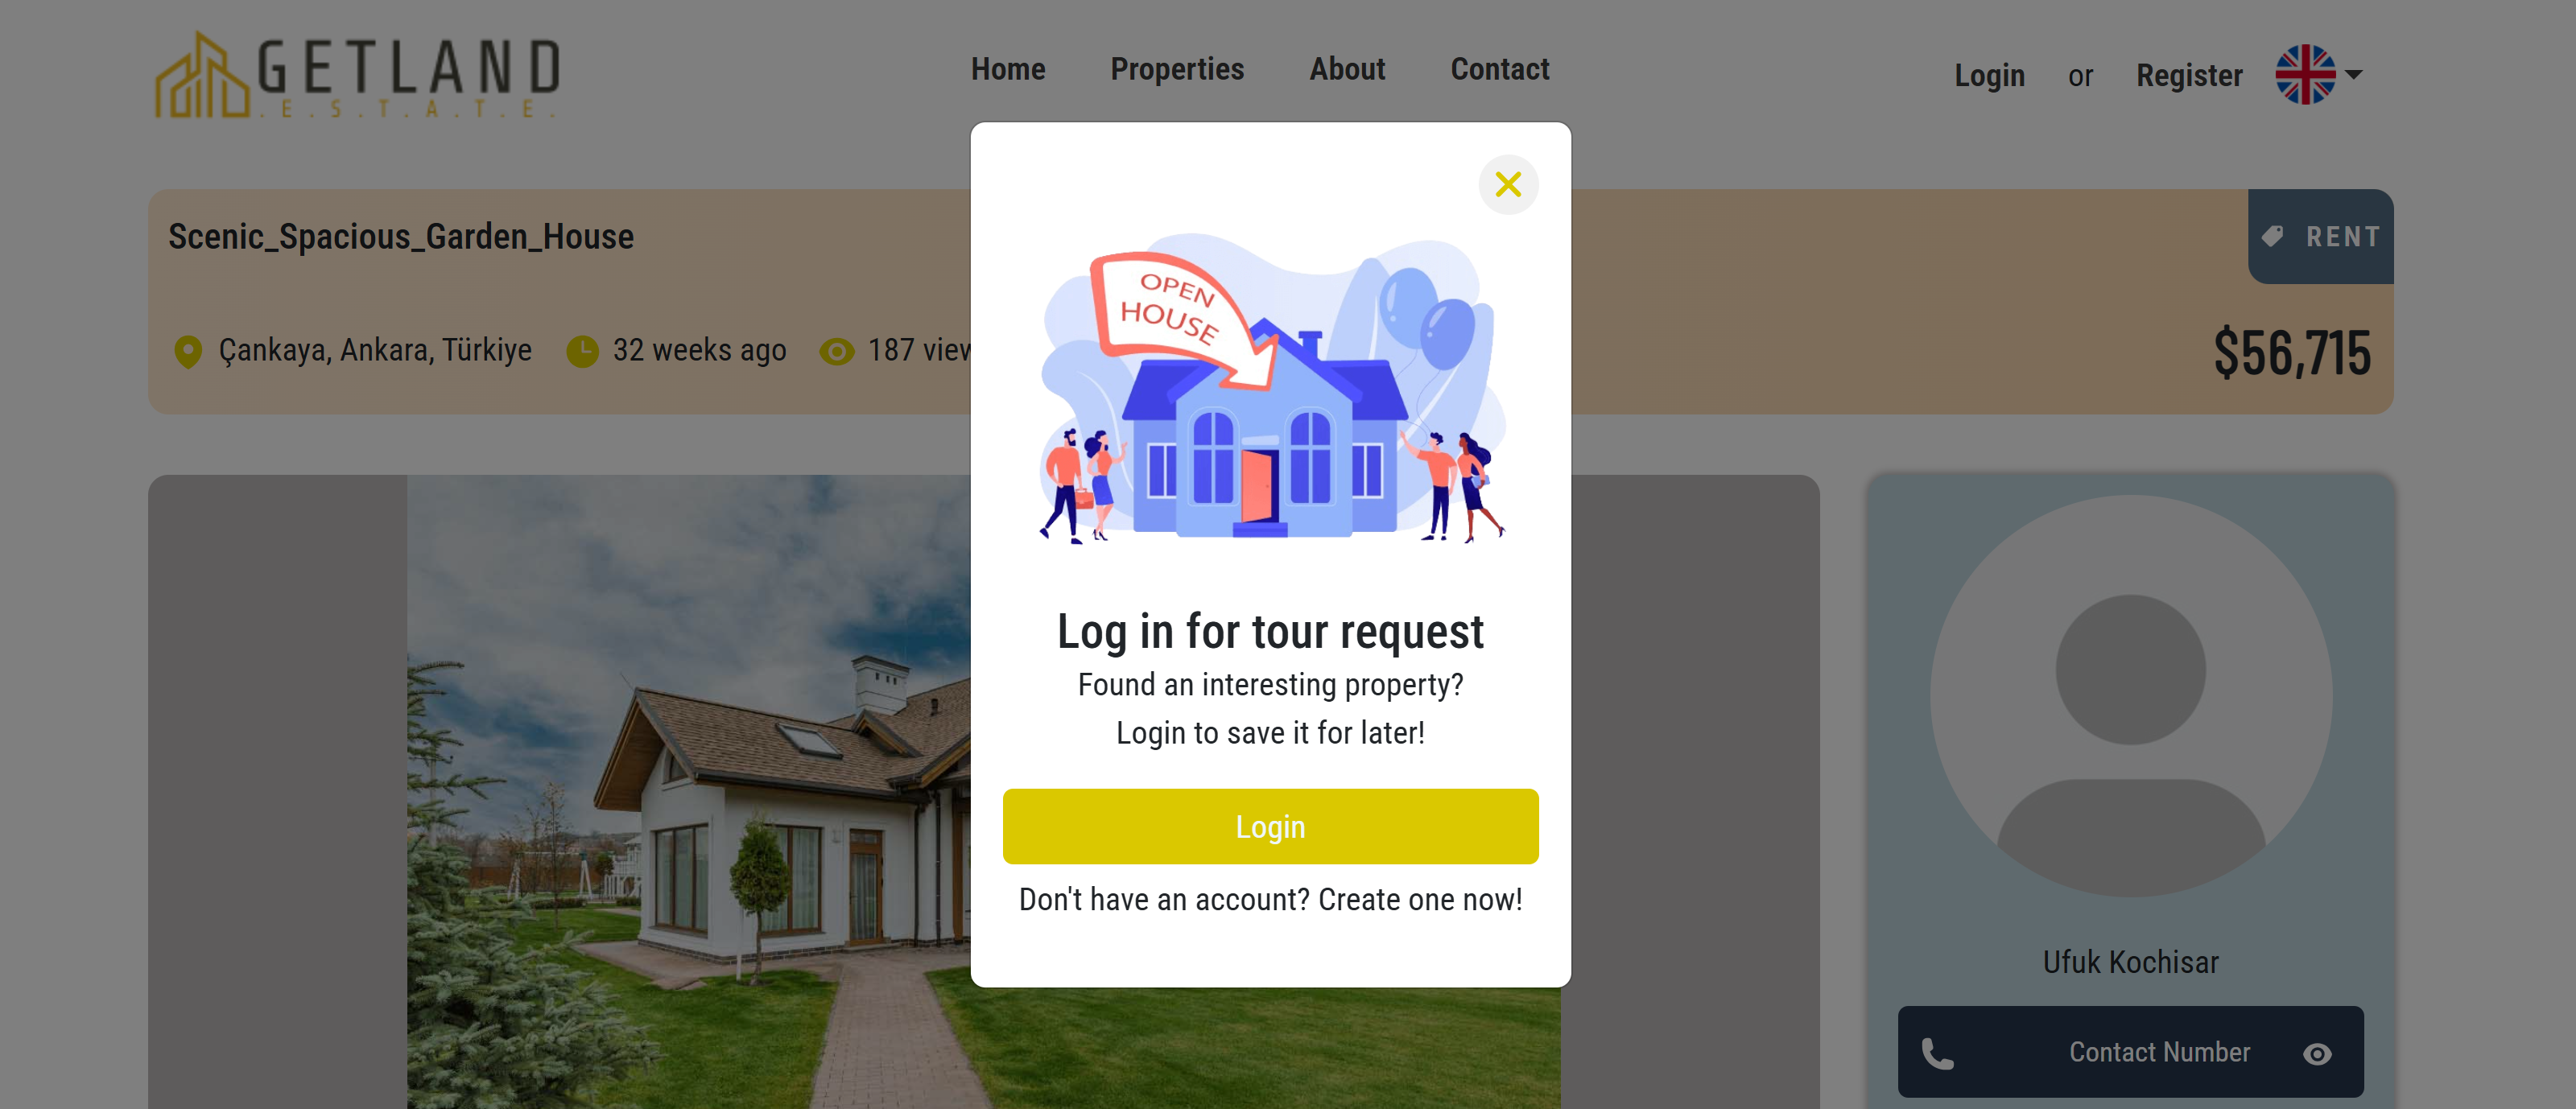 GETLAND
.E.S.T.A.T.E.
Home
Properties
About
Contact
Login or Register
Scenic_Spacious_Garden_House
RENT
Çankaya, Ankara, Türkiye
32 weeks ago
187
$56,715
OPEN
HOUSE
Log in for tour request
Found an interesting property?
Login to save it for later!
Login
Don't have an account? Create one now!
Ufuk Kochisar
Contact Number